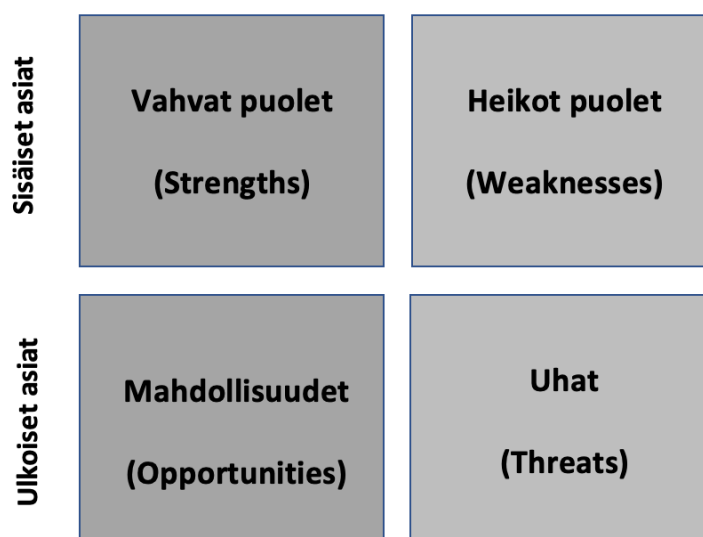 Sisäiset asiat
Vahvat puolet
(Strengths)
Heikot puolet
(Weaknesses)
Ulkoiset asiat
Mahdollisuudet
(Opportunities)
Uhat
(Threats)